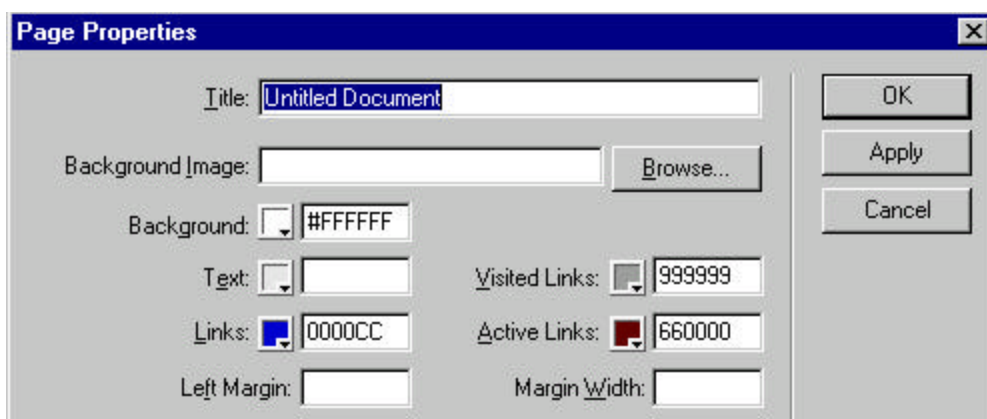 Page Properties
Title: Untitled Document
OK
Background Image:
Browse...
Apply
Background: #FFFFFF
Cancel
Text:
Visited Links: 999999
Links: 0000CC
Active Links: 660000
Left Margin:
Margin Width: